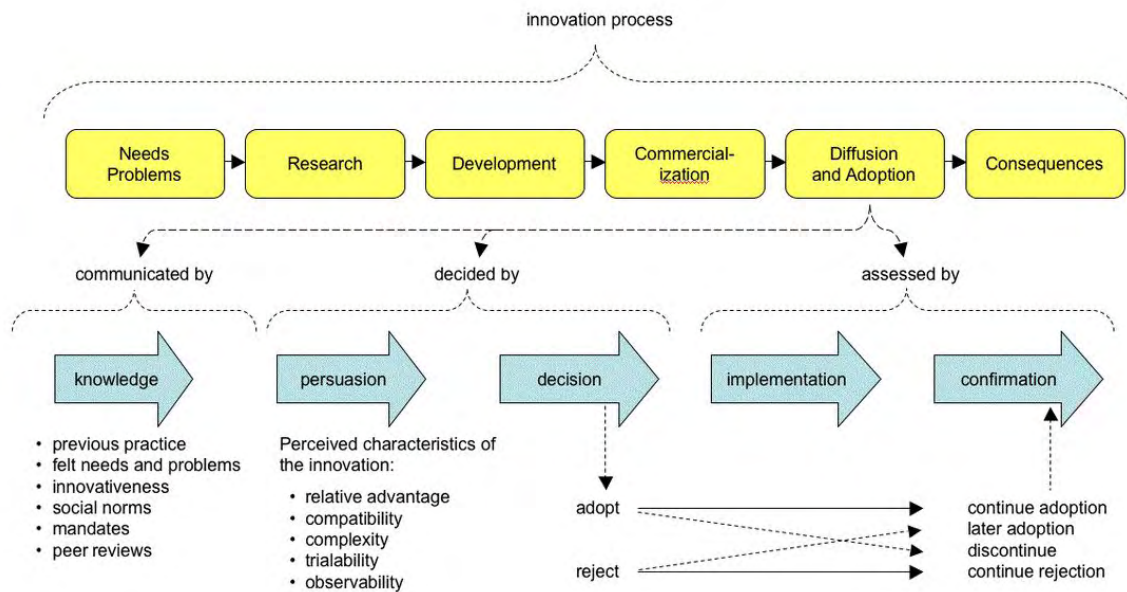 innovation process
Needs
Problems
Research
Development
Commercial-
ization
Diffusion
and Adoption
Consequences
communicated by
decided by
assessed by
knowledge
persuasion
decision
implementation
confirmation
• previous practice
• felt needs and problems
• innovativeness
• social norms
• mandates
• peer reviews
Perceived characteristics of
the innovation:
• relative advantage
• compatibility
• complexity
• trialability
• observability
adopt
reject
continue adoption
later adoption
discontinue
continue rejection